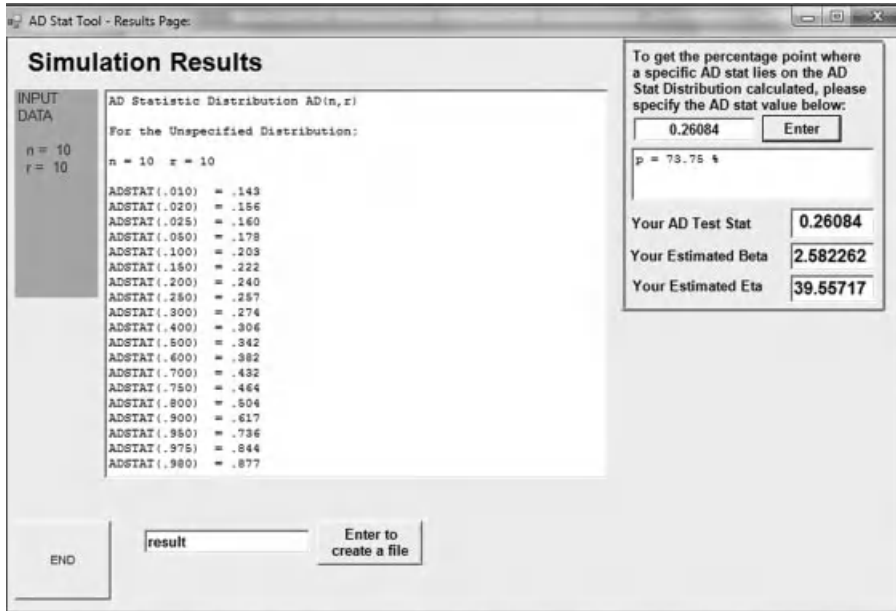 AD Stat Tool - Results Page:
Simulation Results
INPUT
DATA
n = 10
r = 10
AD Statistic Distribution AD(n,r)
For the Unspecified Distribution:
n = 10 r = 10
ADSTAT(.010) = .143
ADSTAT(.020) = .156
ADSTAT(.025) = .160
ADSTAT(.050) = .178
ADSTAT(.100) = .203
ADSTAT(.150) = .222
ADSTAT(.200) = .240
ADSTAT(.250) = .257
ADSTAT(.300) = .274
ADSTAT(.400) = .306
ADSTAT(.500) = .342
ADSTAT(.600) = .382
ADSTAT(.700) = .432
ADSTAT(.750) = .464
ADSTAT(.800) = .504
ADSTAT(.900) = .617
ADSTAT(.950) = .736
ADSTAT(.975) = .844
ADSTAT(.980) = .877
To get the percentage point where
a specific AD stat lies on the AD
Stat Distribution calculated, please
specify the AD stat value below:
0.26084 Enter
p = 73.75 %
Your AD Test Stat 0.26084
Your Estimated Beta 2.582262
Your Estimated Eta 39.55717
END
result
Enter to
create a file